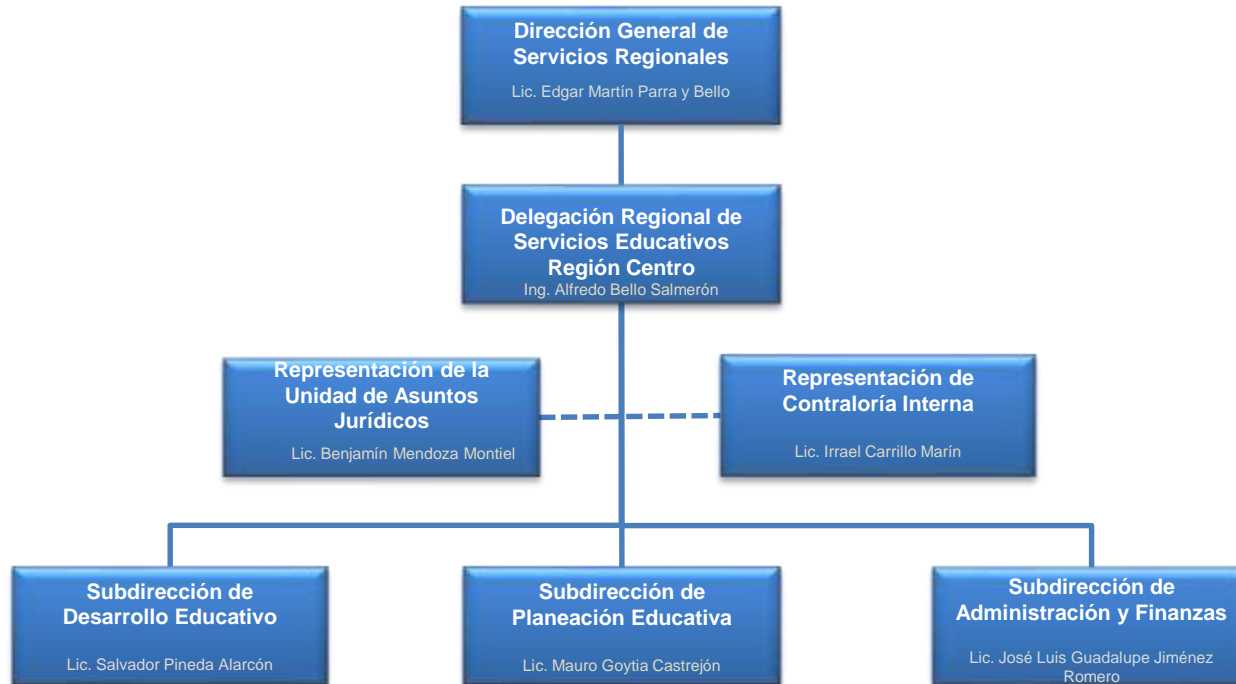 Dirección General de
Servicios Regionales
Lic. Edgar Martín Parra y Bello
Delegación Regional de
Servicios Educativos
Región Centro
Ing. Alfredo Bello Salmerón
Representación de la
Unidad de Asuntos
Jurídicos
Lic. Benjamín Mendoza Montiel
Representación de
Contraloría Interna
Lic. Irrael Carrillo Marín
Subdirección de
Desarrollo Educativo
Lic. Salvador Pineda Alarcón
Subdirección de
Planeación Educativa
Lic. Mauro Goytia Castrejón
Subdirección de
Administración y Finanzas
Lic. José Luis Guadalupe Jiménez
Romero